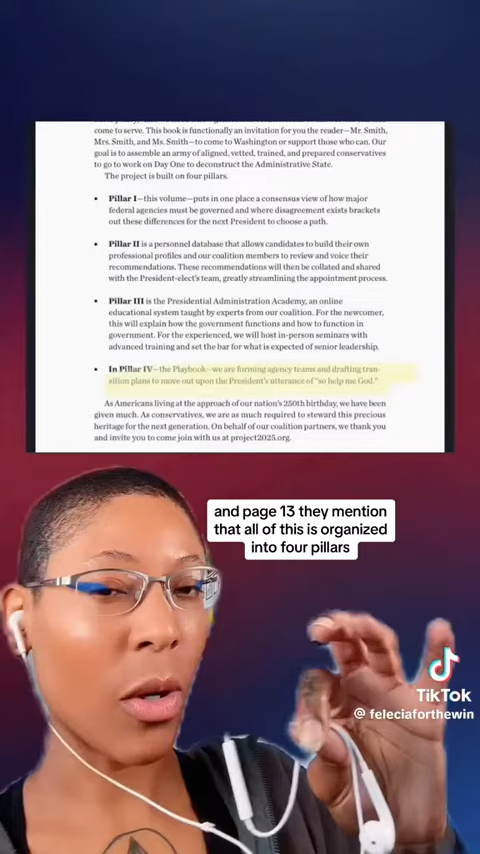 come to serve. This book is functionally an invitation for you the reader—Mr. Smith,
Mrs. Smith, and Ms. Smith—to come to Washington or support those who can. Our
goal is to assemble an army of aligned, vetted, trained, and prepared conservatives
to go to work on Day One to deconstruct the Administrative State.
The project is built on four pillars.
• Pillar I—this volume—puts in one place a consensus view of how major
federal agencies must be governed and where disagreement exists brackets
out these differences for the next President to choose a path.
• Pillar II is a personnel database that allows candidates to build their own
professional profiles and our coalition members to review and voice their
recommendations. These recommendations will then be collated and shared
with the President-elect's team, greatly streamlining the appointment process.
• Pillar III is the Presidential Administration Academy, an online
educational system taught by experts from our coalition. For the newcomer,
this will explain how the government functions and how to function in
government. For the experienced, we will host in-person seminars with
advanced training and set the bar for what is expected of senior leadership.
• In Pillar IV—the Playbook—we are forming agency teams and drafting tran-
sition plans to move out upon the President's utterance of "so help me God."
As Americans living at the approach of our nation's 250th birthday, we have been
given much. As conservatives, we are as much required to steward this precious
heritage for the next generation. On behalf of our coalition partners, we thank you
and invite you to come join with us at project2025.org.
and page 13 they mention
that all of this is organized
into four pillars
TikTok
@ feleciaforthewin